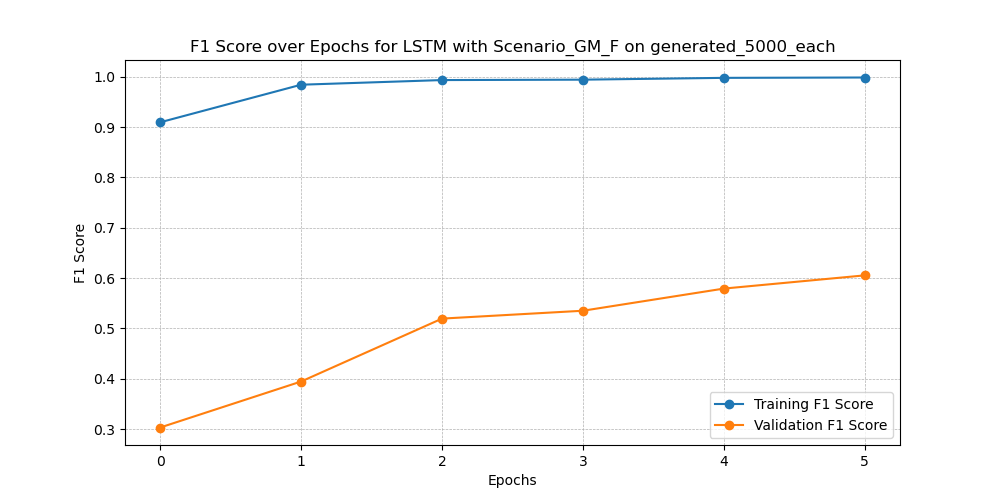 F1 Score over Epochs for LSTM with Scenario_GM_F on generated_5000_each
F1 Score
1.0
0.9
0.8
0.7
0.6
0.5
0.4
0.3
Training F1 Score
Validation F1 Score
0 1 2 3 4 5
Epochs